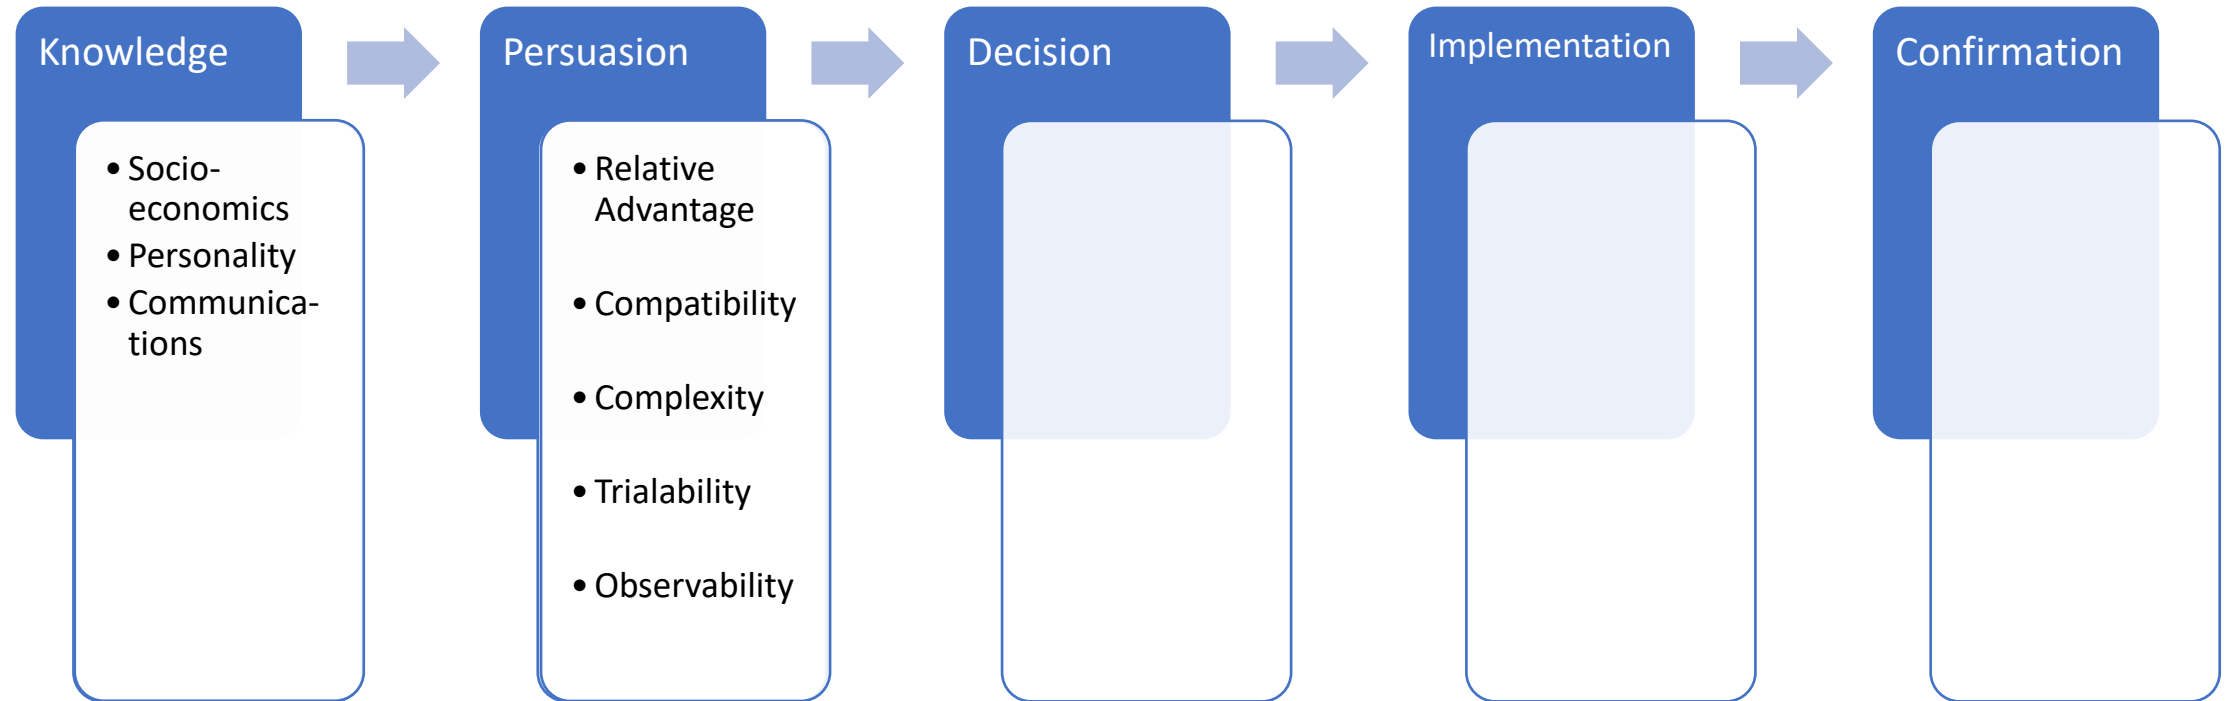 Knowledge
• Socio-
economics
• Personality
• Communica-
tions
Persuasion
• Relative
Advantage
• Compatibility
• Complexity
• Trialability
• Observability
Decision
Implementation
Confirmation